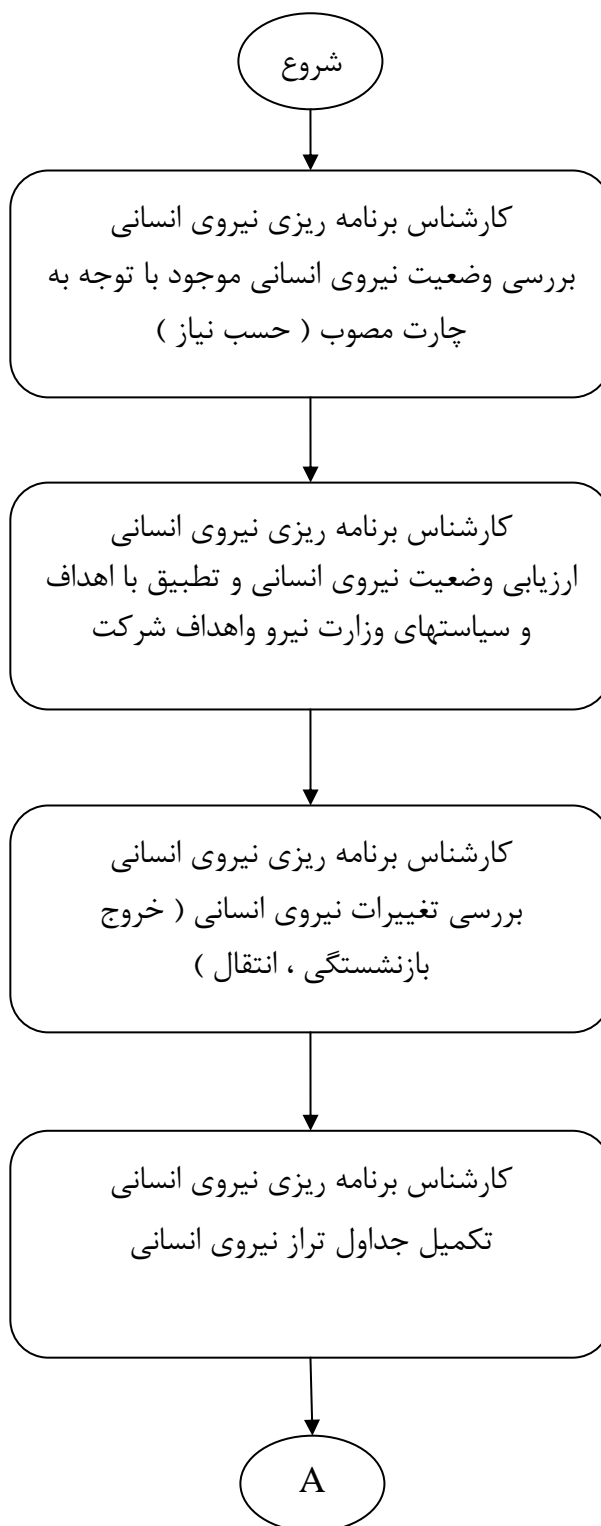 شروع
کارشناس برنامه ریزی نیروی انسانی
بررسی وضعیت نیروی انسانی موجود با توجه به
چارت مصوب ( حسب نیاز )
کارشناس برنامه ریزی نیروی انسانی
ارزیابی وضعیت نیروی انسانی و تطبیق با اهداف
و سیاستهای وزارت نیرو واهداف شرکت
کارشناس برنامه ریزی نیروی انسانی
بررسی تغییرات نیروی انسانی ( خروج
بازنشستگی ، انتقال )
کارشناس برنامه ریزی نیروی انسانی
تکمیل جداول تراز نیروی انسانی
A